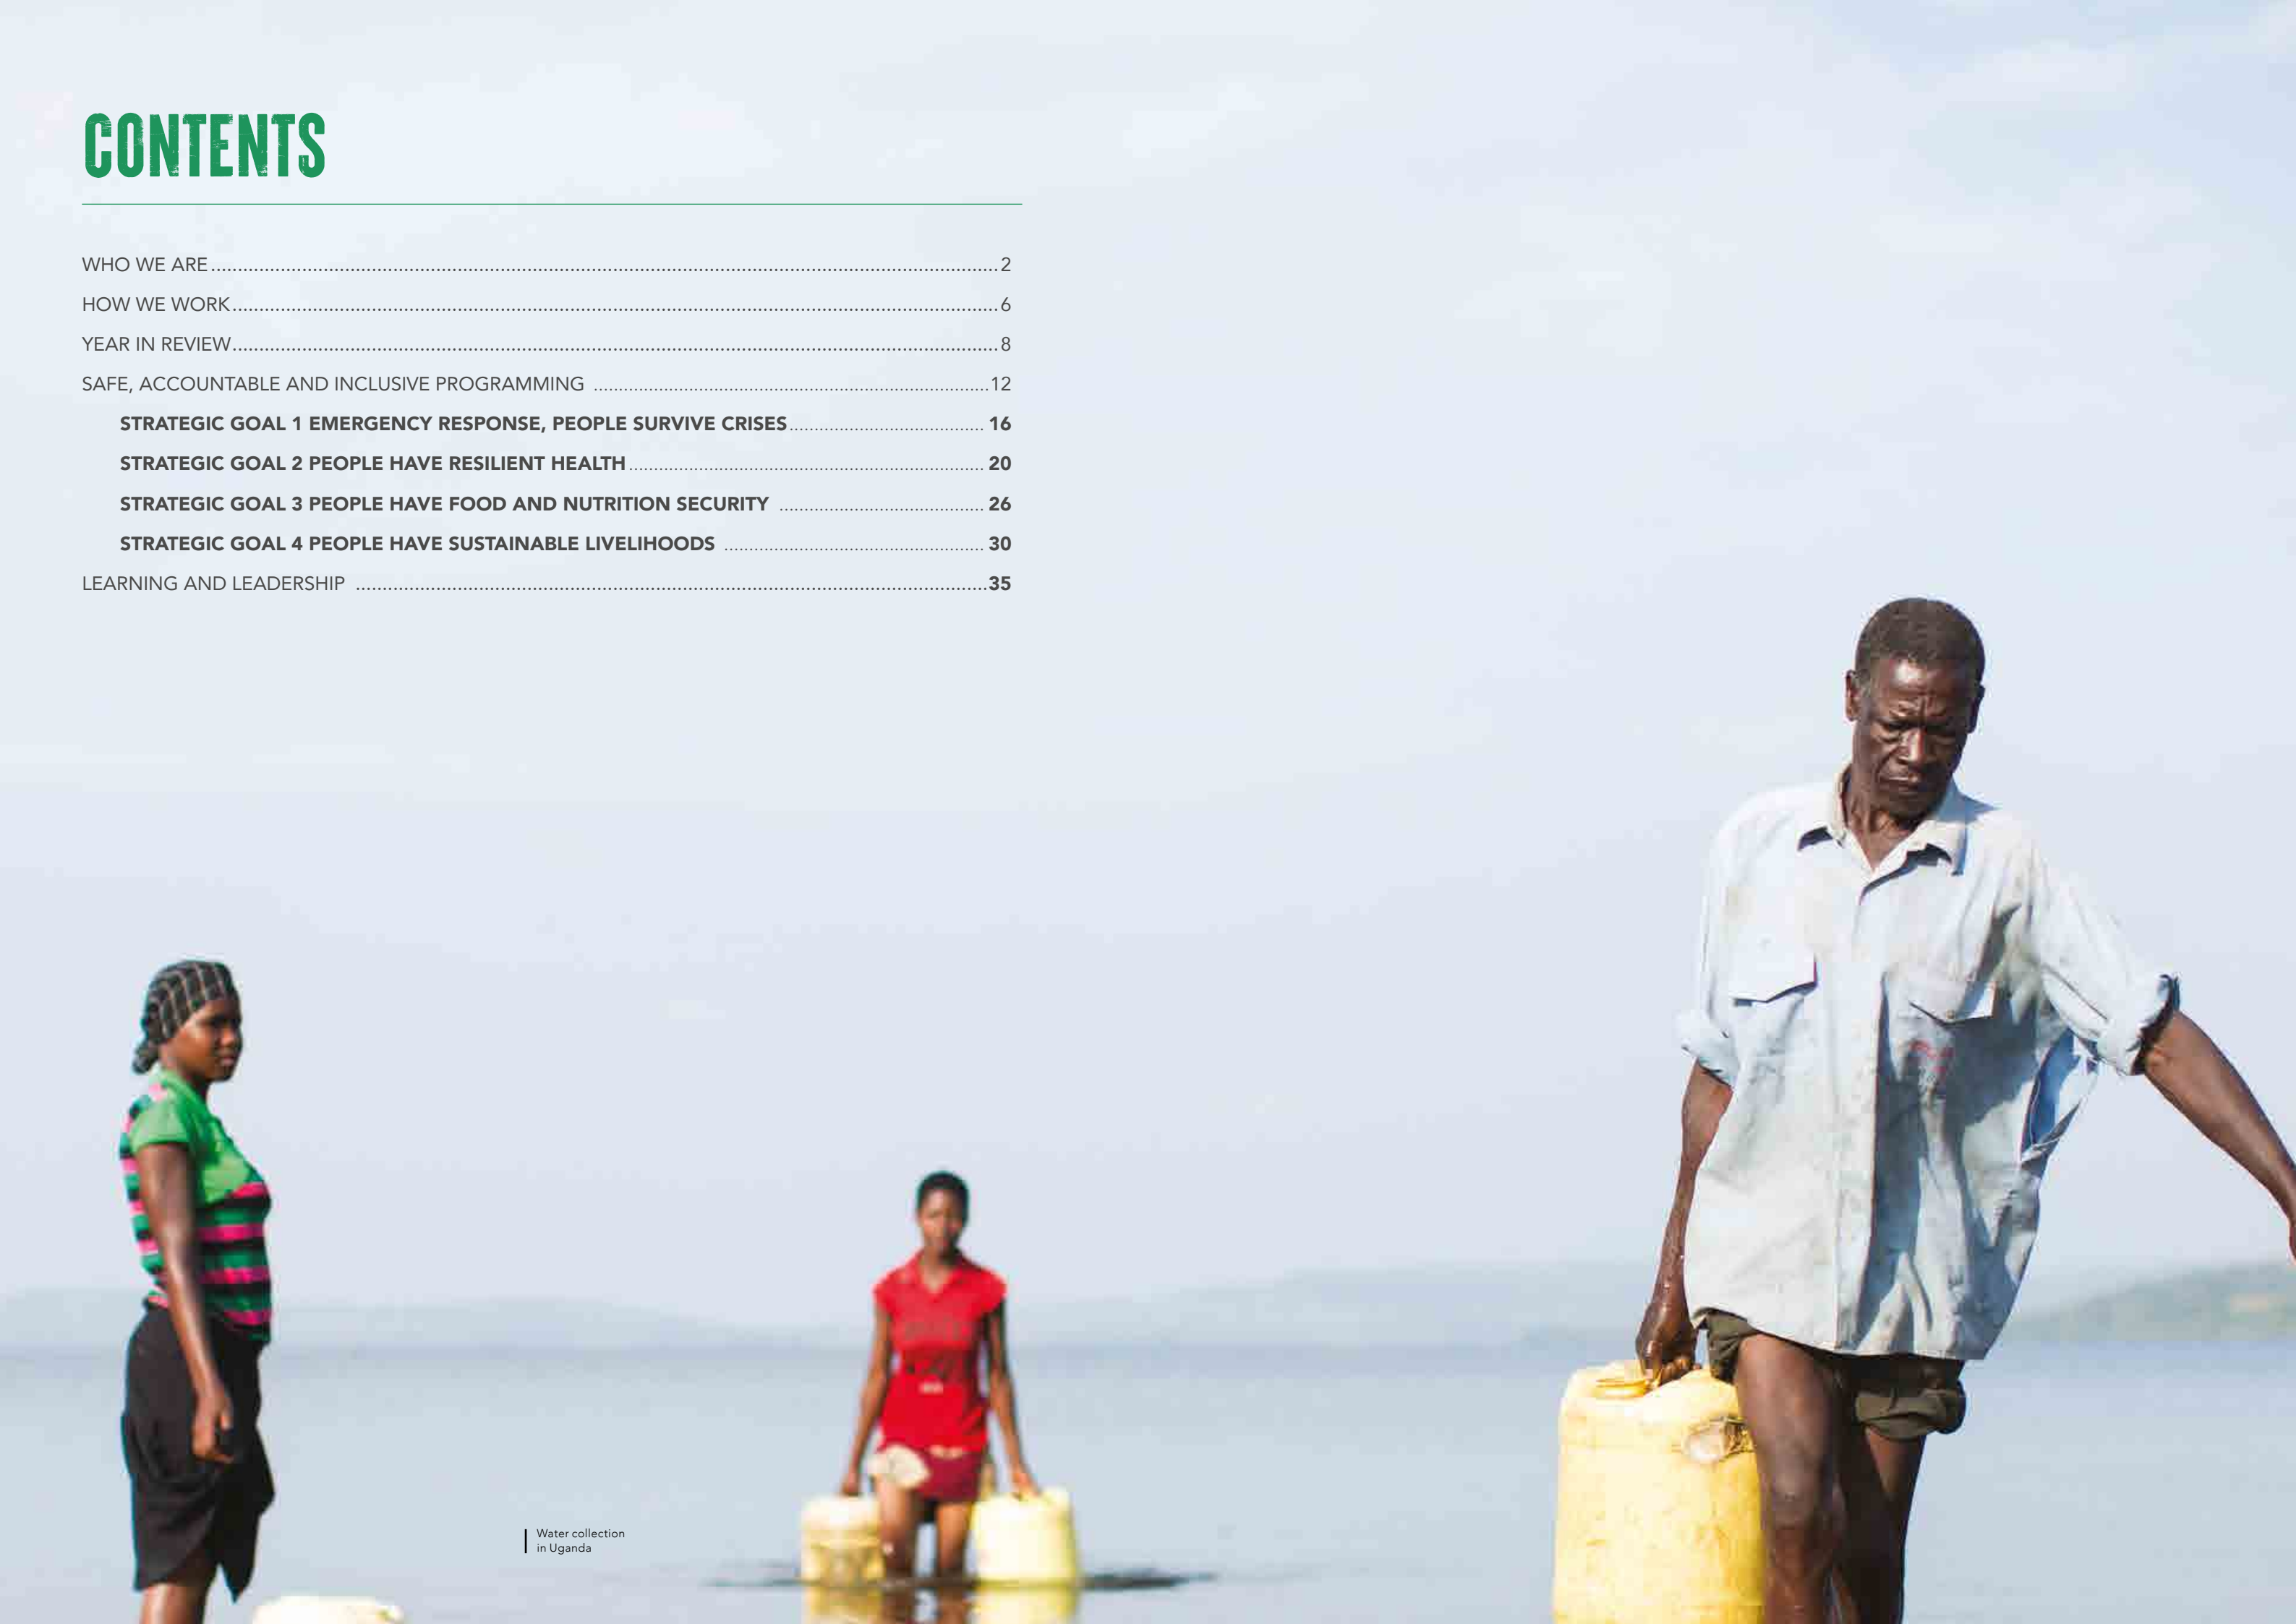 CONTENTS
WHO WE ARE 2
HOW WE WORK 6
YEAR IN REVIEW 8
SAFE, ACCOUNTABLE AND INCLUSIVE PROGRAMMING 12
STRATEGIC GOAL 1 EMERGENCY RESPONSE, PEOPLE SURVIVE CRISES 16
STRATEGIC GOAL 2 PEOPLE HAVE RESILIENT HEALTH 20
STRATEGIC GOAL 3 PEOPLE HAVE FOOD AND NUTRITION SECURITY 26
STRATEGIC GOAL 4 PEOPLE HAVE SUSTAINABLE LIVELIHOODS 30
LEARNING AND LEADERSHIP 35
Water collection
in Uganda